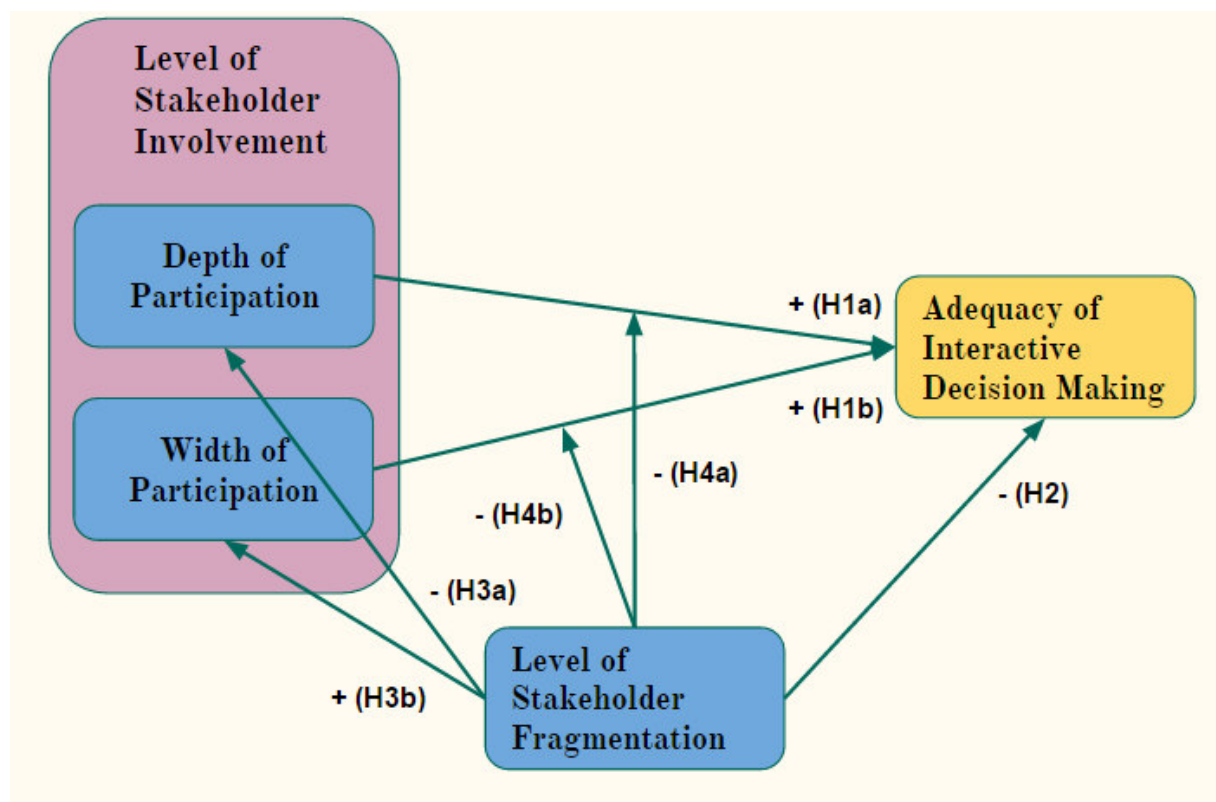 Level of
Stakeholder
Involvement
Depth of
Participation
+ (H1a)
Adequacy of
Interactive
Decision Making
+ (H1b)
Width of
Participation
- (H4a)
- (H4b)
- (H2)
- (H3a)
+ (H3b)
Level of
Stakeholder
Fragmentation